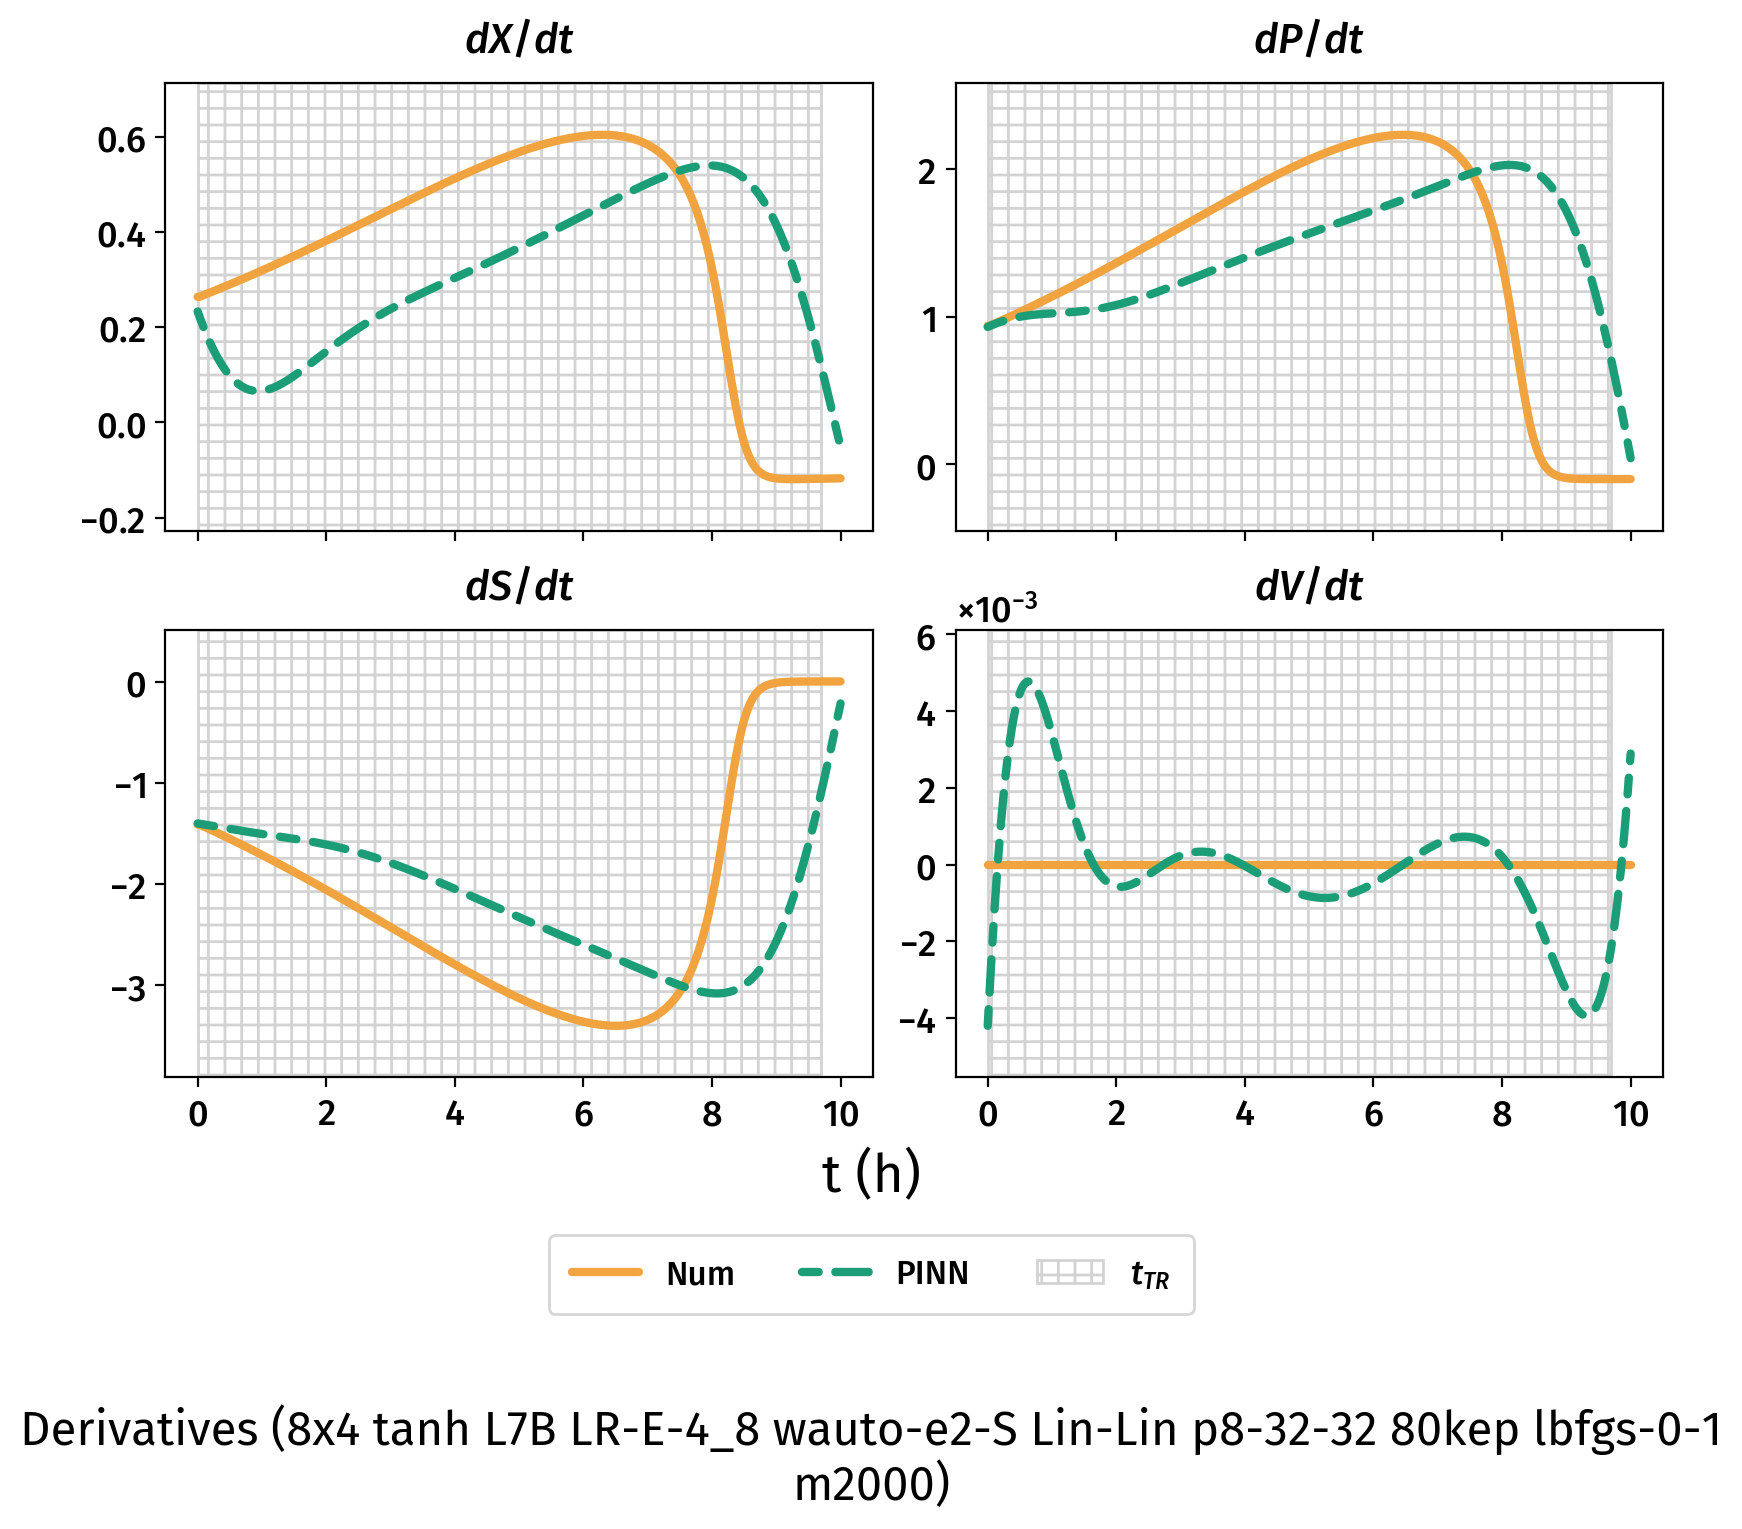 dX/dt
dP/dt
0.6
0.4
0.2
0.0
−0.2
2
1
0
dS/dt
dV/dt
×10⁻³
0
−1
−2
−3
6
4
2
0
−2
−4
0 2 4 6 8 10
0 2 4 6 8 10
t (h)
Num PINN t_TR
Derivatives (8x4 tanh L7B LR-E-4_8 wauto-e2-S Lin-Lin p8-32-32 80kep lbfgs-0-1
m2000)